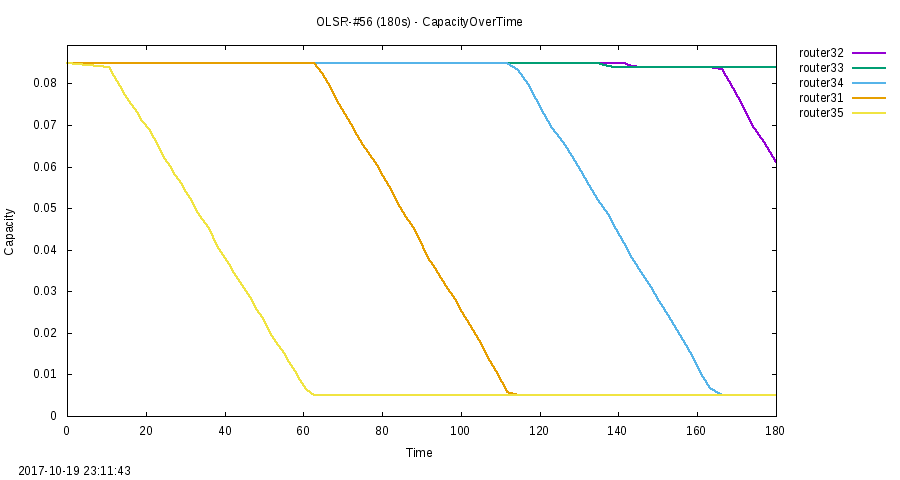 OLSR-#56 (180s) - CapacityOverTime
router32
router33
router34
router31
router35
Capacity
0.08
0.07
0.06
0.05
0.04
0.03
0.02
0.01
0
0 20 40 60 80 100 120 140 160 180
Time
2017-10-19 23:11:43